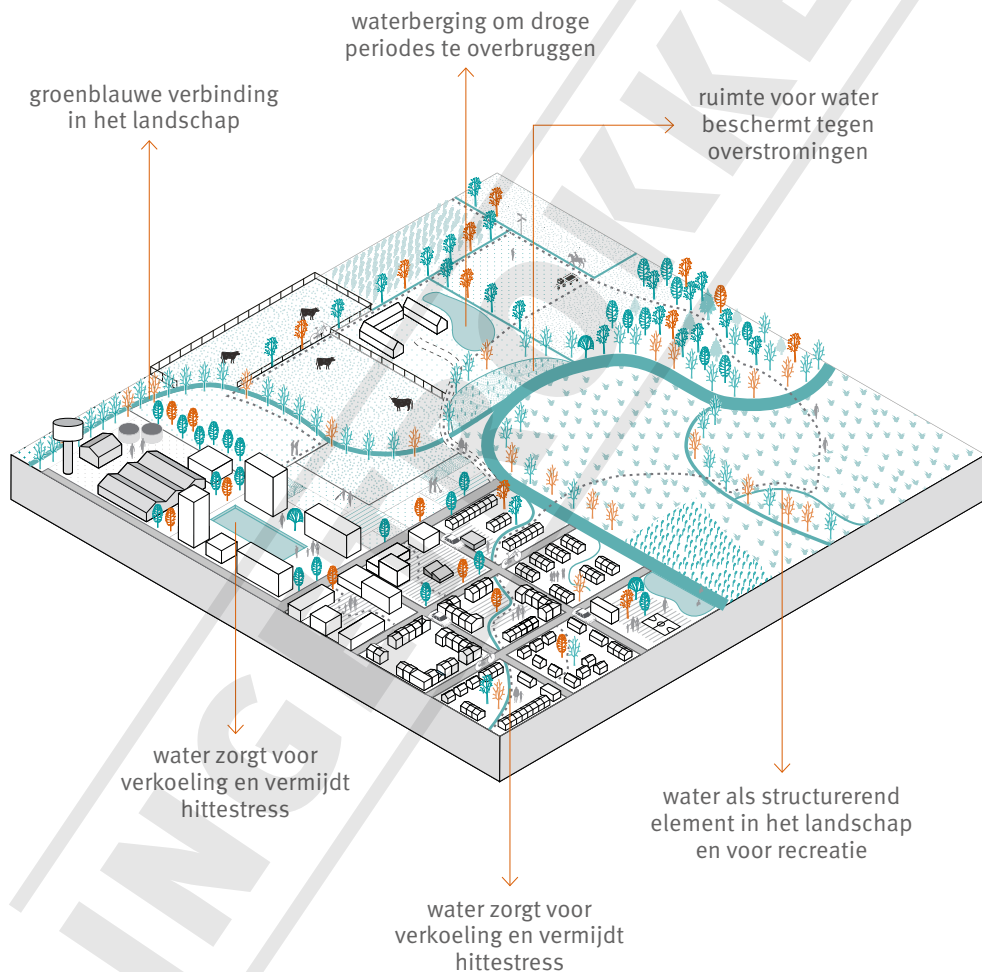 waterberging om droge
periodes te overbruggen
groenblauwe verbinding
in het landschap
ruimte voor water
beschermt tegen
overstromingen
water zorgt voor
verkoeling en vermijdt
hittestress
water als structurerend
element in het landschap
en voor recreatie
water zorgt voor
verkoeling en vermijdt
hittestress